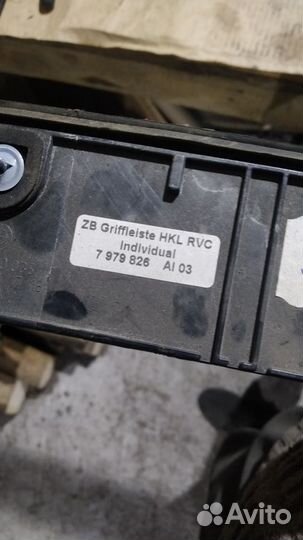 ZB Griffleiste HKL RVC
Individual
7 979 826 AI 03
Avito